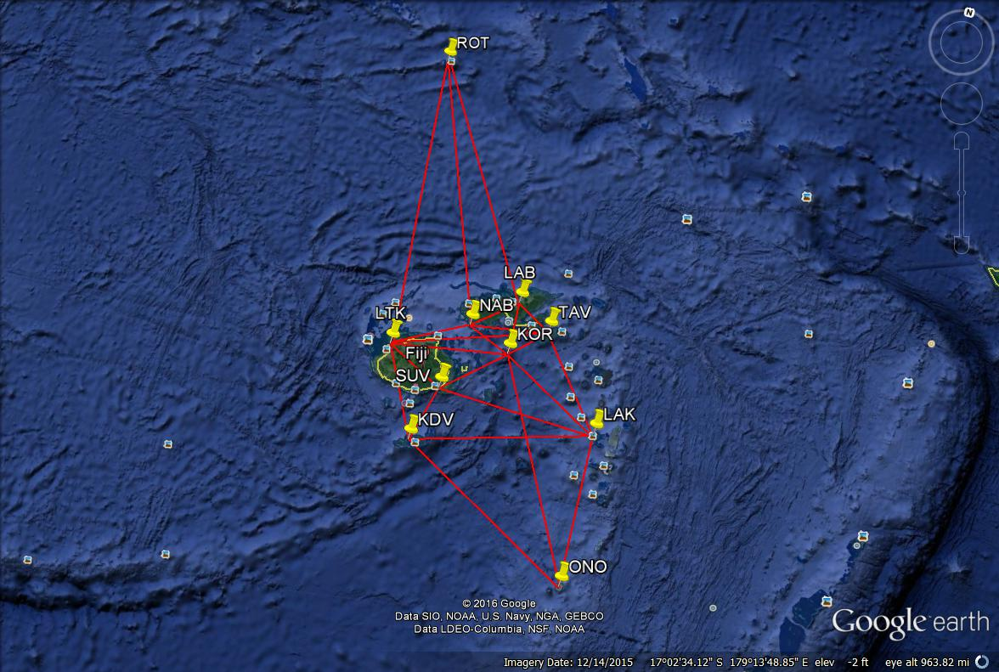 N
ROT
LAB
NAB
TAV
LTK
KOR
Fiji
SUV
KDV
LAK
ONO
© 2016 Google
Data SIO, NOAA, U.S. Navy, NGA, GEBCO
Data LDEO-Columbia, NSF, NOAA
Google earth
Imagery Date: 12/14/2015 17°02'34.12" S 179°13'48.85" E elev -2 ft eye alt 963.82 mi